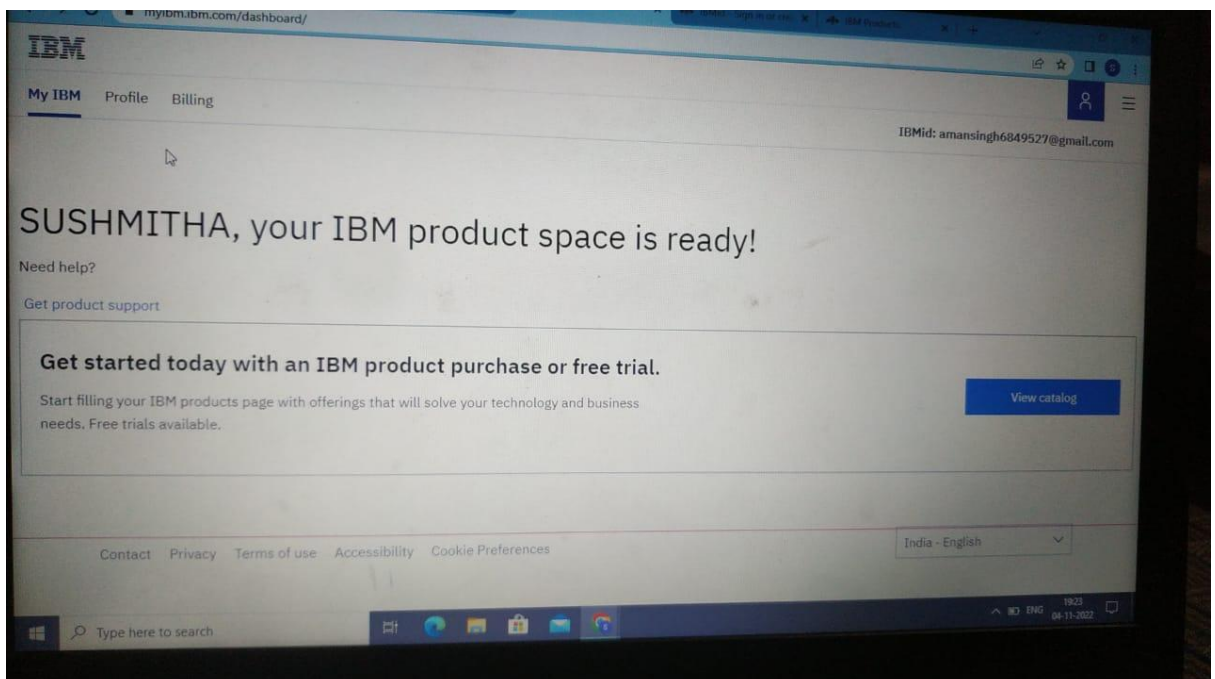 myibm.ibm.com/dashboard/
IBM Products
IBM
My IBM Profile Billing
IBMid: amansingh6849527@gmail.com
SUSHMITHA, your IBM product space is ready!
Need help?
Get product support
Get started today with an IBM product purchase or free trial.
Start filling your IBM products page with offerings that will solve your technology and business
needs. Free trials available.
View catalog
Contact Privacy Terms of use Accessibility Cookie Preferences
India - English
Type here to search
ENG
1923
04-11-2022